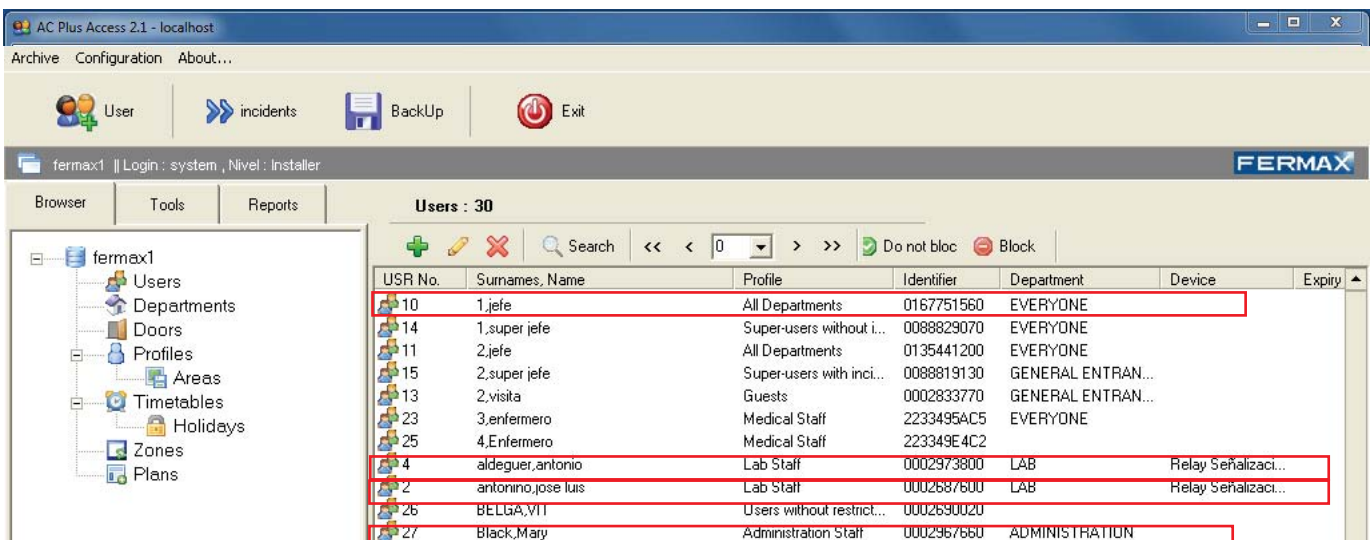 AC Plus Access 2.1 - localhost
Archive Configuration About...
User incidents BackUp Exit
fermax1 || Login : system , Nivel : Installer FERMAX
Browser Tools Reports Users : 30
Search << < 0 > >> Do not bloc Block
fermax1
Users
Departments
Doors
Profiles
Areas
Timetables
Holidays
Zones
Plans
USR No. Surnames, Name Profile Identifier Department Device Expiry
10 1,jefe All Departments 0167751560 EVERYONE
14 1,super jefe Super-users without i... 0088829070 EVERYONE
11 2,jefe All Departments 0135441200 EVERYONE
15 2,super jefe Super-users with inci... 0088819130 GENERAL ENTRAN...
13 2,visita Guests 0002833770 GENERAL ENTRAN...
23 3,enfermero Medical Staff 2233495AC5 EVERYONE
25 4,Enfermero Medical Staff 223349E4C2
4 aldeguer,antonio Lab Staff 0002973800 LAB Relay Señalizaci...
2 antonino,jose luis Lab Staff 0002687600 LAB Relay Señalizaci...
26 BELGA,VIT Users without restrict... 0002690020
27 Black,Mary Administration Staff 0002967660 ADMINISTRATION